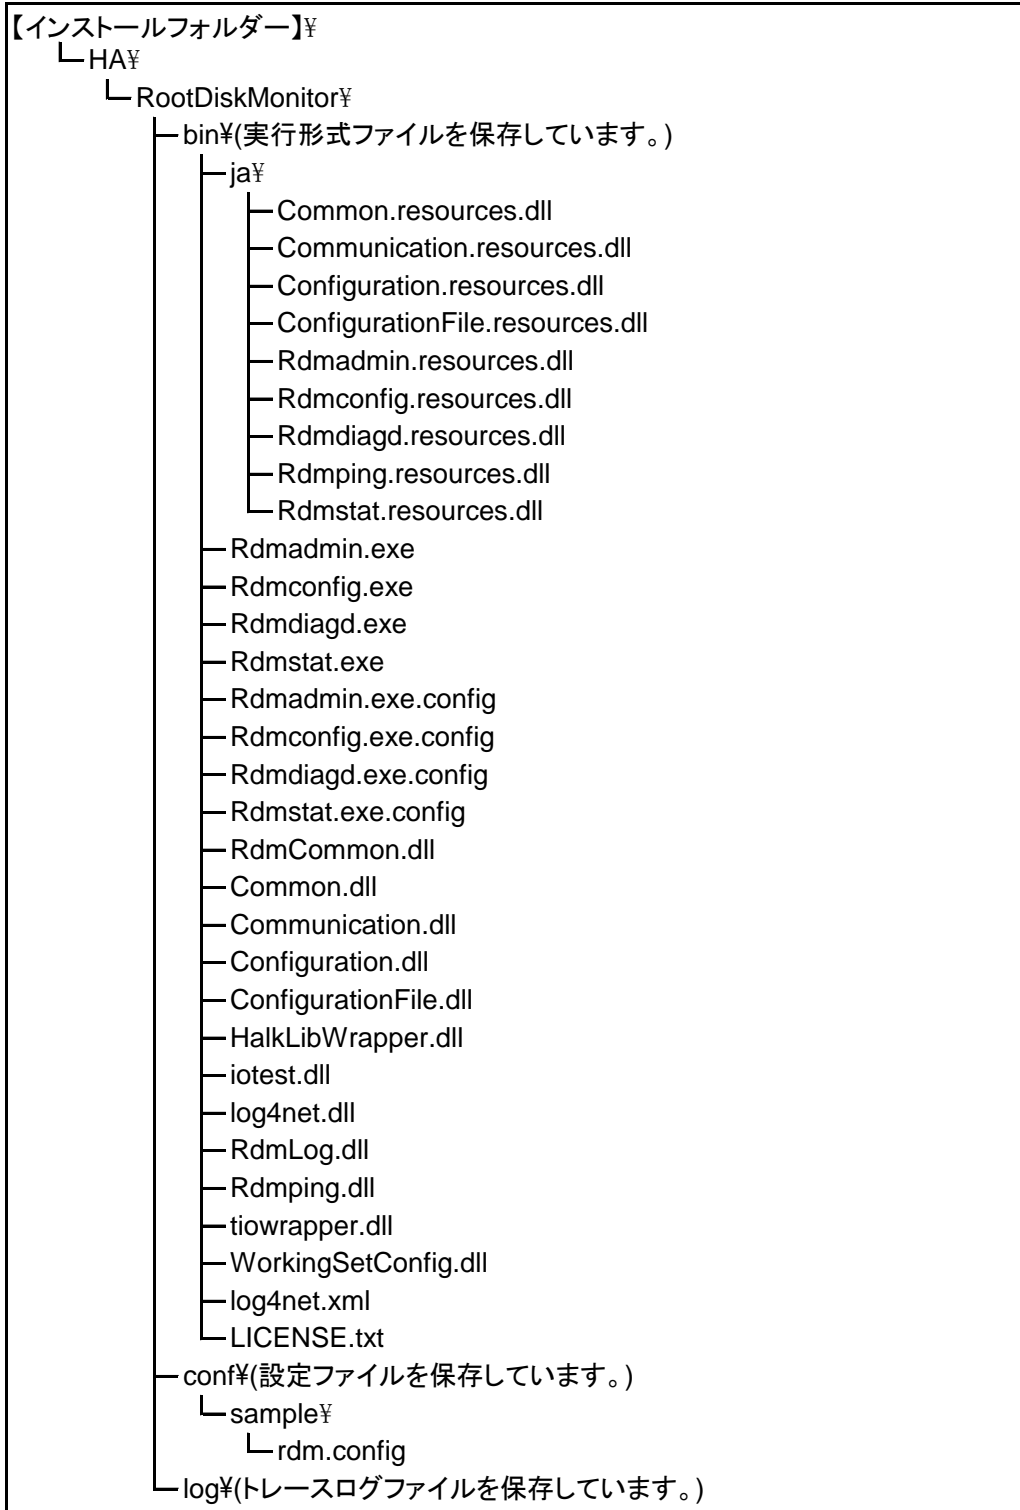 【インストールフォルダー】¥
HA¥
RootDiskMonitor¥
bin¥(実行形式ファイルを保存しています。)
ja¥
Common.resources.dll
Communication.resources.dll
Configuration.resources.dll
ConfigurationFile.resources.dll
Rdmadmin.resources.dll
Rdmconfig.resources.dll
Rdmdiagd.resources.dll
Rdmping.resources.dll
Rdmstat.resources.dll
Rdmadmin.exe
Rdmconfig.exe
Rdmdiagd.exe
Rdmstat.exe
Rdmadmin.exe.config
Rdmconfig.exe.config
Rdmdiagd.exe.config
Rdmstat.exe.config
RdmCommon.dll
Common.dll
Communication.dll
Configuration.dll
ConfigurationFile.dll
HalkLibWrapper.dll
iotest.dll
log4net.dll
RdmLog.dll
Rdmping.dll
tiowrapper.dll
WorkingSetConfig.dll
log4net.xml
LICENSE.txt
conf¥(設定ファイルを保存しています。)
sample¥
rdm.config
log¥(トレースログファイルを保存しています。)